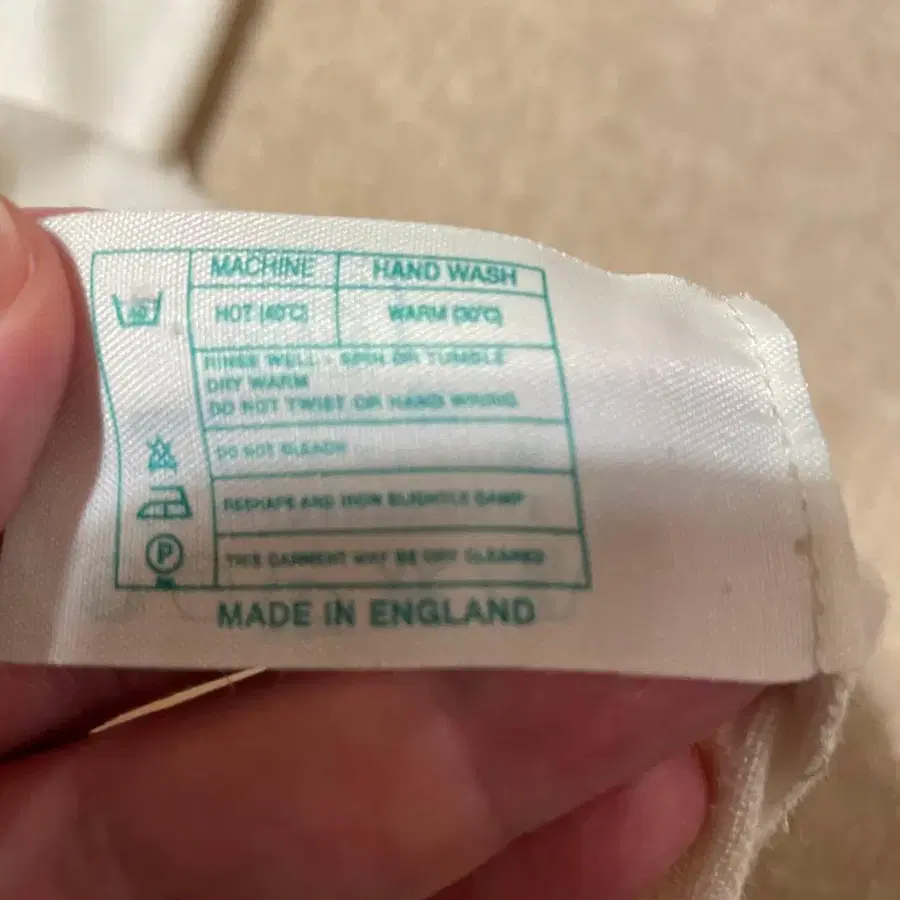 MACHINE HAND WASH
40 HOT (40°C) WARM (30°C)
RINSE WELL - SPIN OR TUMBLE
DRY WARM
DO NOT TWIST OR HAND WRING
DO NOT BLEACH
RESHAPE AND IRON SLIGHTLY DAMP
P THIS GARMENT MAY BE DRY CLEANED
MADE IN ENGLAND